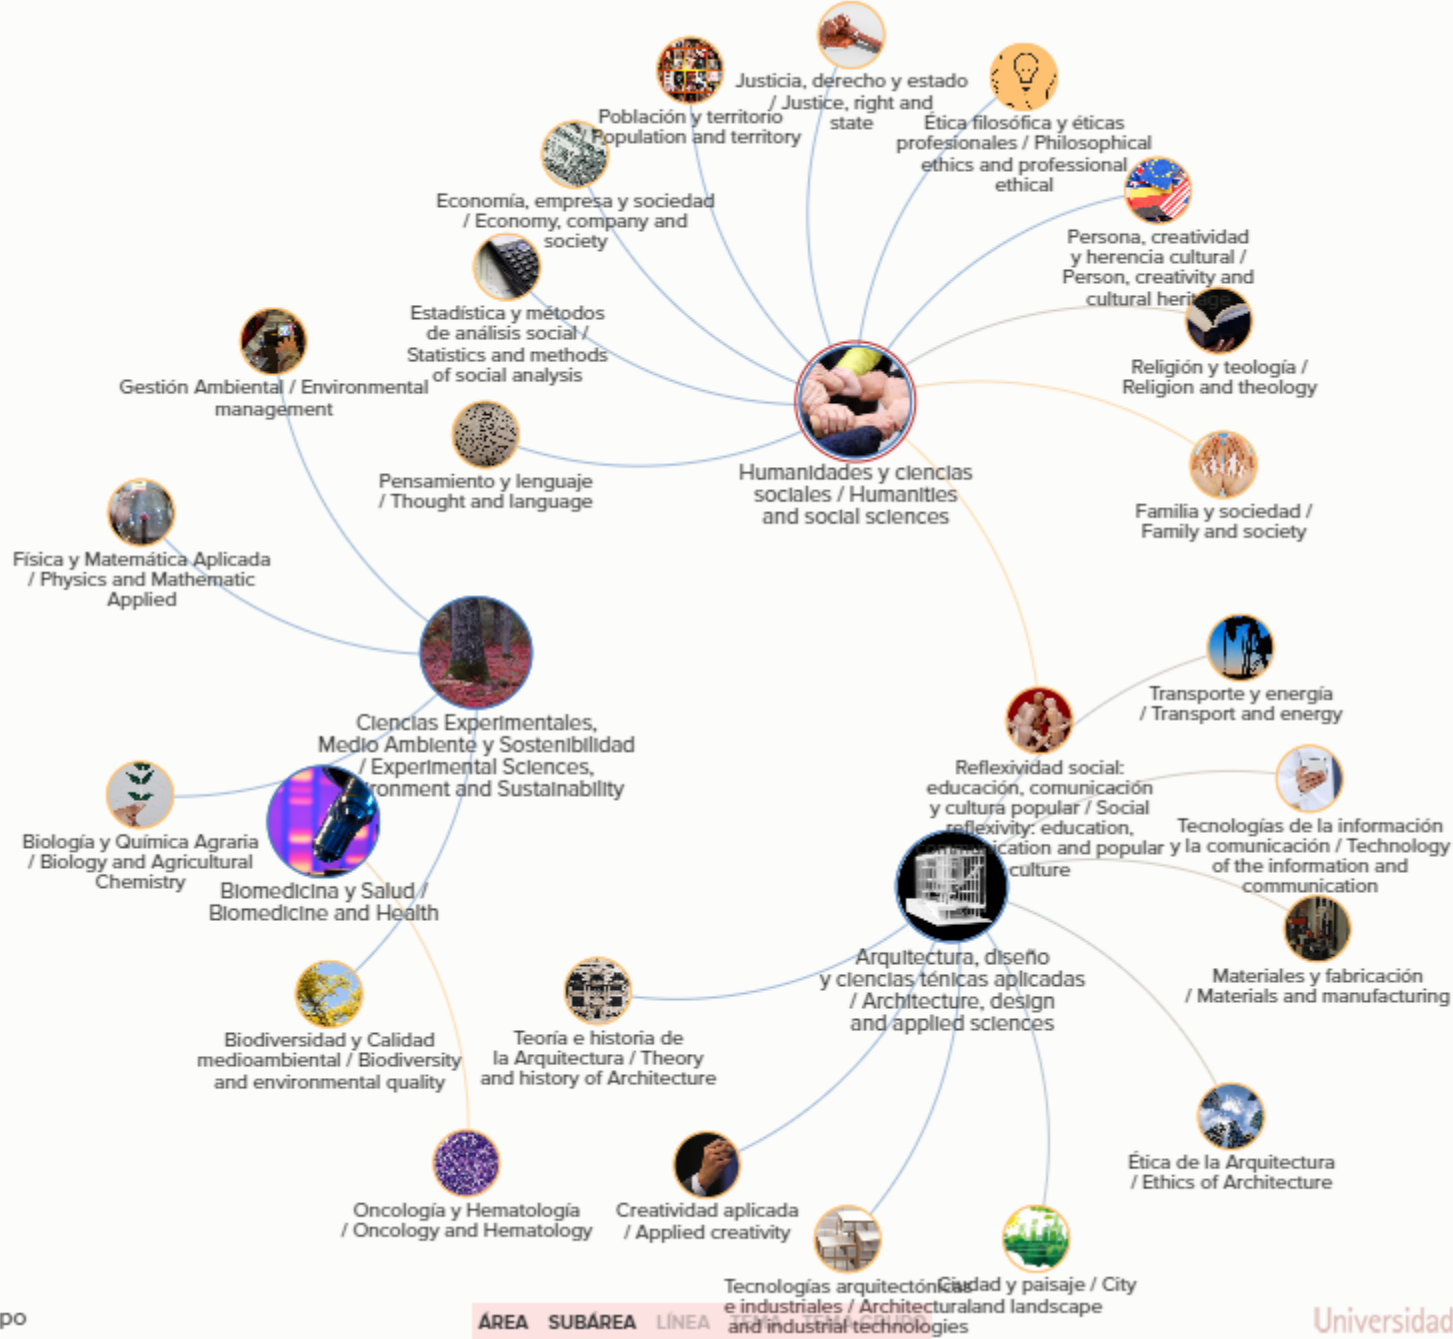 Justicia, derecho y estado
/ Justice, right and
state
Población y territorio
Population and territory
Ética filosófica y éticas
profesionales / Philosophical
ethics and professional
ethical
Economía, empresa y sociedad
/ Economy, company and
society
Persona, creatividad
y herencia cultural /
Person, creativity and
cultural heritage
Estadística y métodos
de análisis social /
Statistics and methods
of social analysis
Religión y teología /
Religion and theology
Gestión Ambiental / Environmental
management
Pensamiento y lenguaje
/ Thought and language
Humanidades y ciencias
sociales / Humanities
and social sciences
Familia y sociedad /
Family and society
Física y Matemática Aplicada
/ Physics and Mathematic
Applied
Transporte y energía
/ Transport and energy
Ciencias Experimentales,
Medio Ambiente y Sostenibilidad
/ Experimental Sciences,
ronment and Sustainability
Reflexividad social:
educación, comunicación
y cultura popular / Social
reflexivity: education,
ication and popular
culture
Tecnologías de la información
y la comunicación / Technology
of the information and
communication
Biología y Química Agraria
/ Biology and Agricultural
Chemistry
Biomedicina y Salud /
Biomedicine and Health
Arquitectura, diseño
y ciencias ténicas aplicadas
/ Architecture, design
and applied sciences
Materiales y fabricación
/ Materials and manufacturing
Biodiversidad y Calidad
medioambiental / Biodiversity
and environmental quality
Teoría e historia de
la Arquitectura / Theory
and history of Architecture
Ética de la Arquitectura
/ Ethics of Architecture
Oncología y Hematología
/ Oncology and Hematology
Creatividad aplicada
/ Applied creativity
Tecnologías arquitectónicas
e industriales / Architectural
and industrial technologies
Ciudad y paisaje / City
and landscape
po
ÁREA SUBÁREA LÍNEA TEMA TEMA GRUPO
Universidad